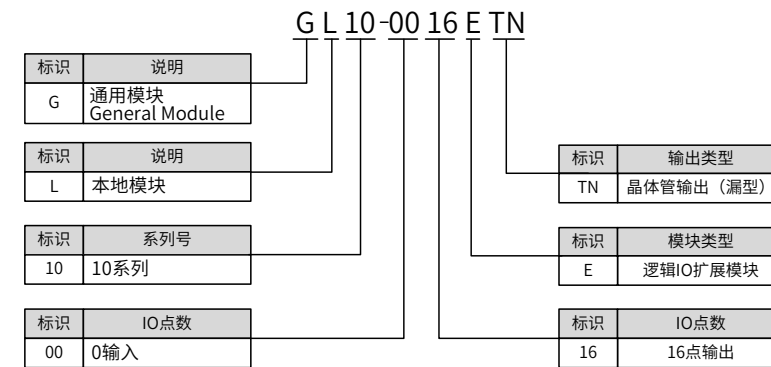 GL10-0016ETN
标识 说明
G 通用模块
General Module
标识 说明
L 本地模块
标识 系列号
10 10系列
标识 IO点数
00 0输入
标识 输出类型
TN 晶体管输出（漏型）
标识 模块类型
E 逻辑IO扩展模块
标识 IO点数
16 16点输出